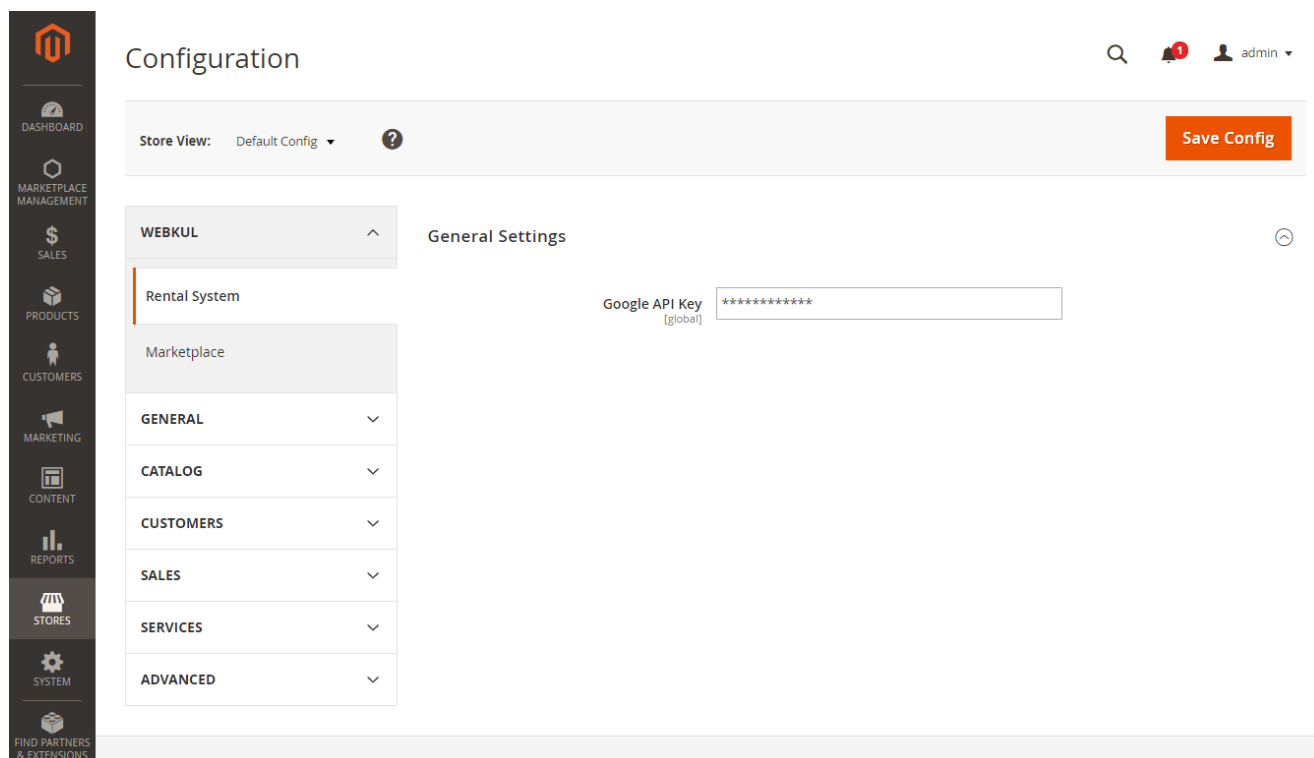 Configuration
1
admin
Store View: Default Config
?
Save Config
DASHBOARD
MARKETPLACE
MANAGEMENT
$
SALES
PRODUCTS
CUSTOMERS
MARKETING
CONTENT
REPORTS
STORES
SYSTEM
FIND PARTNERS
& EXTENSIONS
WEBKUL
Rental System
Marketplace
GENERAL
CATALOG
CUSTOMERS
SALES
SERVICES
ADVANCED
General Settings
Google API Key ************
[global]